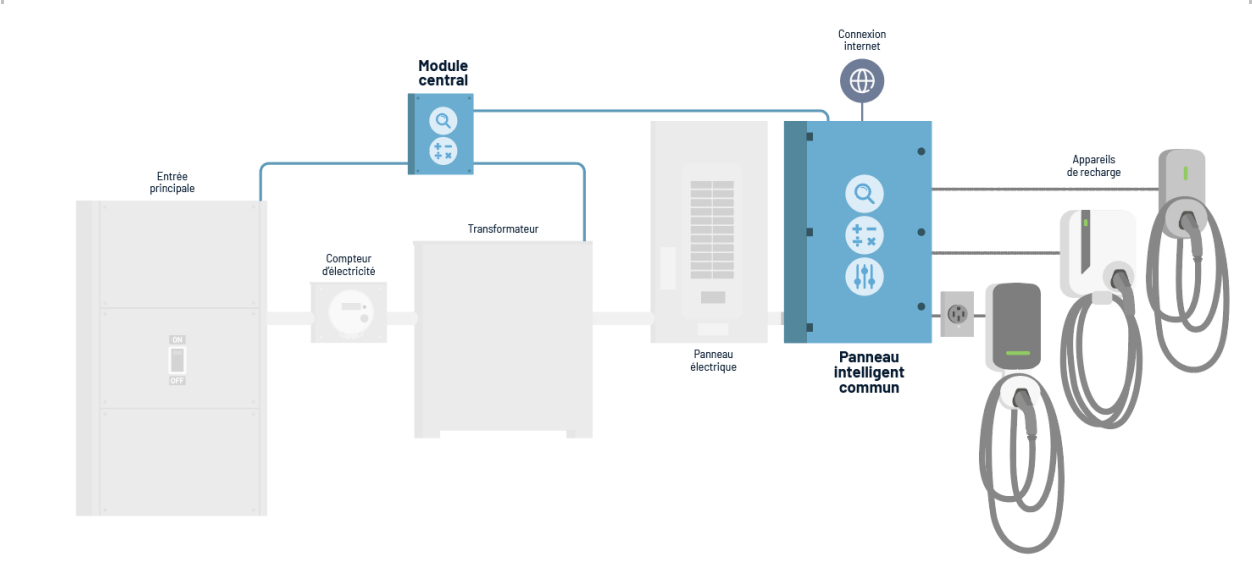 Connexion
internet
Module
central
Appareils
de recharge
Entrée
principale
Transformateur
Compteur
d'électricité
ON
OFF
Panneau
électrique
Panneau
intelligent
commun